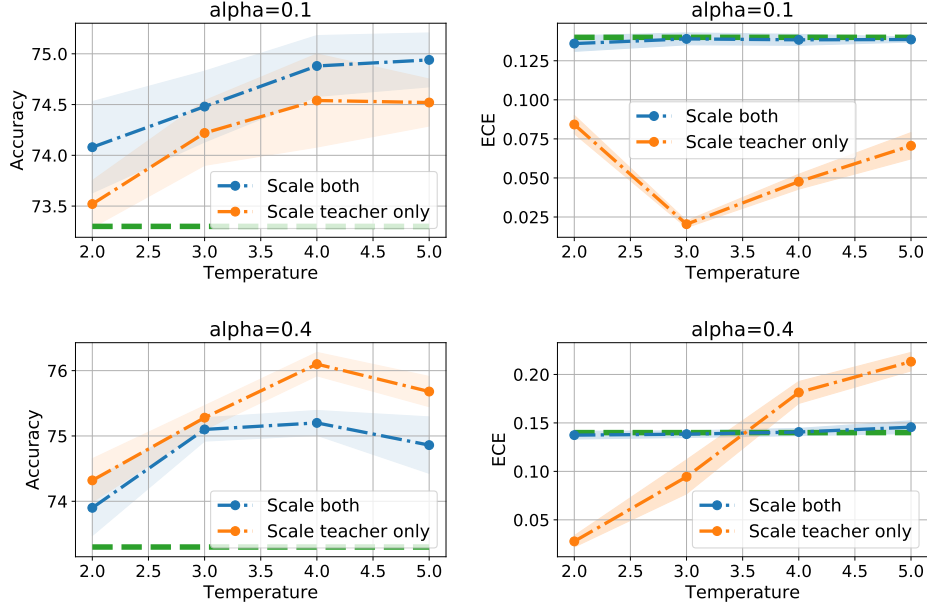 alpha=0.1
Accuracy
75.0
74.5
74.0
73.5
Scale both
Scale teacher only
2.0 2.5 3.0 3.5 4.0 4.5 5.0
Temperature
alpha=0.1
ECE
0.125
0.100
0.075
0.050
0.025
Scale both
Scale teacher only
2.0 2.5 3.0 3.5 4.0 4.5 5.0
Temperature
alpha=0.4
Accuracy
76
75
74
Scale both
Scale teacher only
2.0 2.5 3.0 3.5 4.0 4.5 5.0
Temperature
alpha=0.4
ECE
0.20
0.15
0.10
0.05
Scale both
Scale teacher only
2.0 2.5 3.0 3.5 4.0 4.5 5.0
Temperature